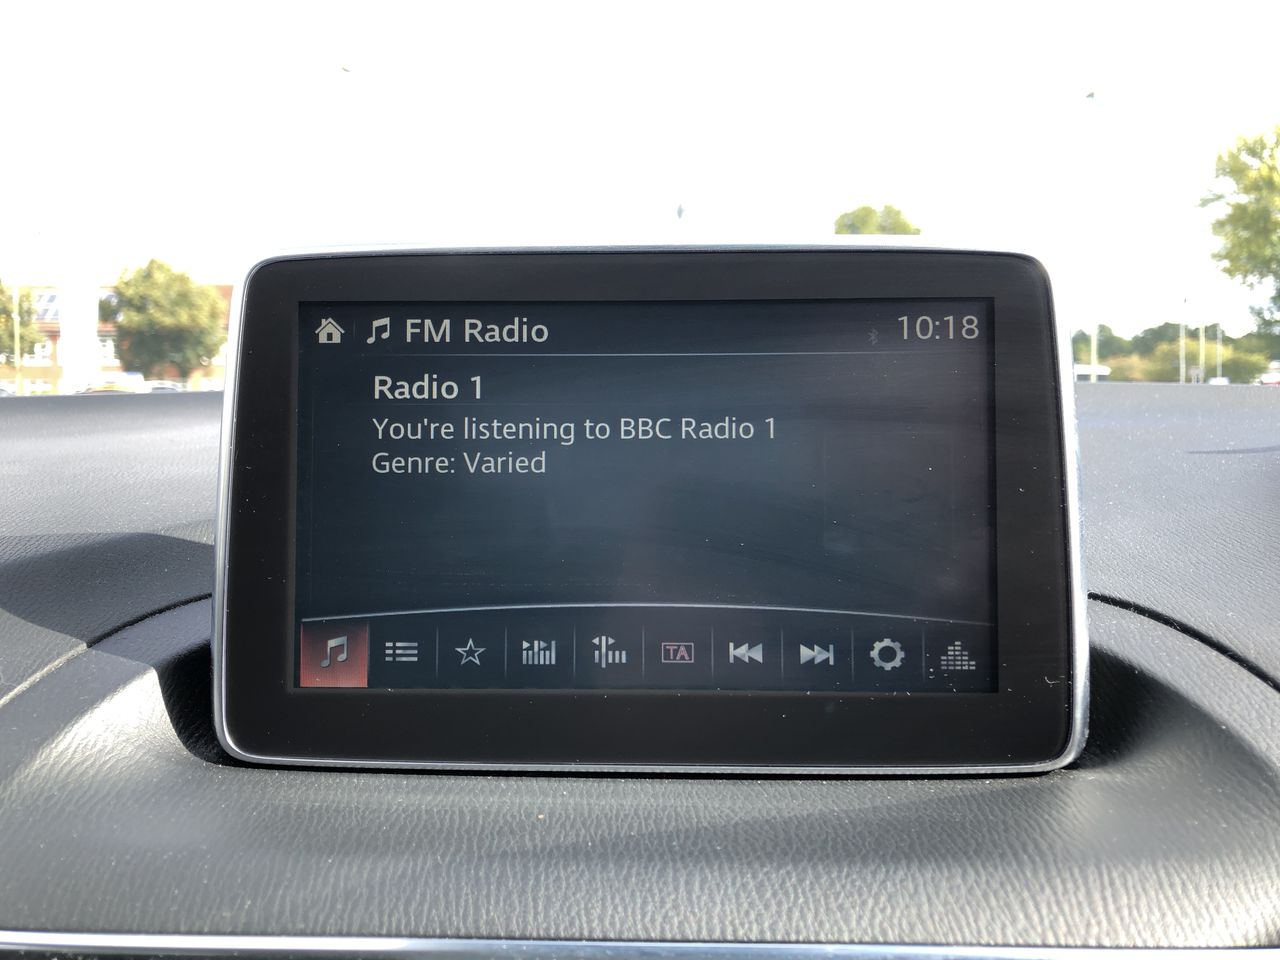 FM Radio
10:18
Radio 1
You're listening to BBC Radio 1
Genre: Varied
TA